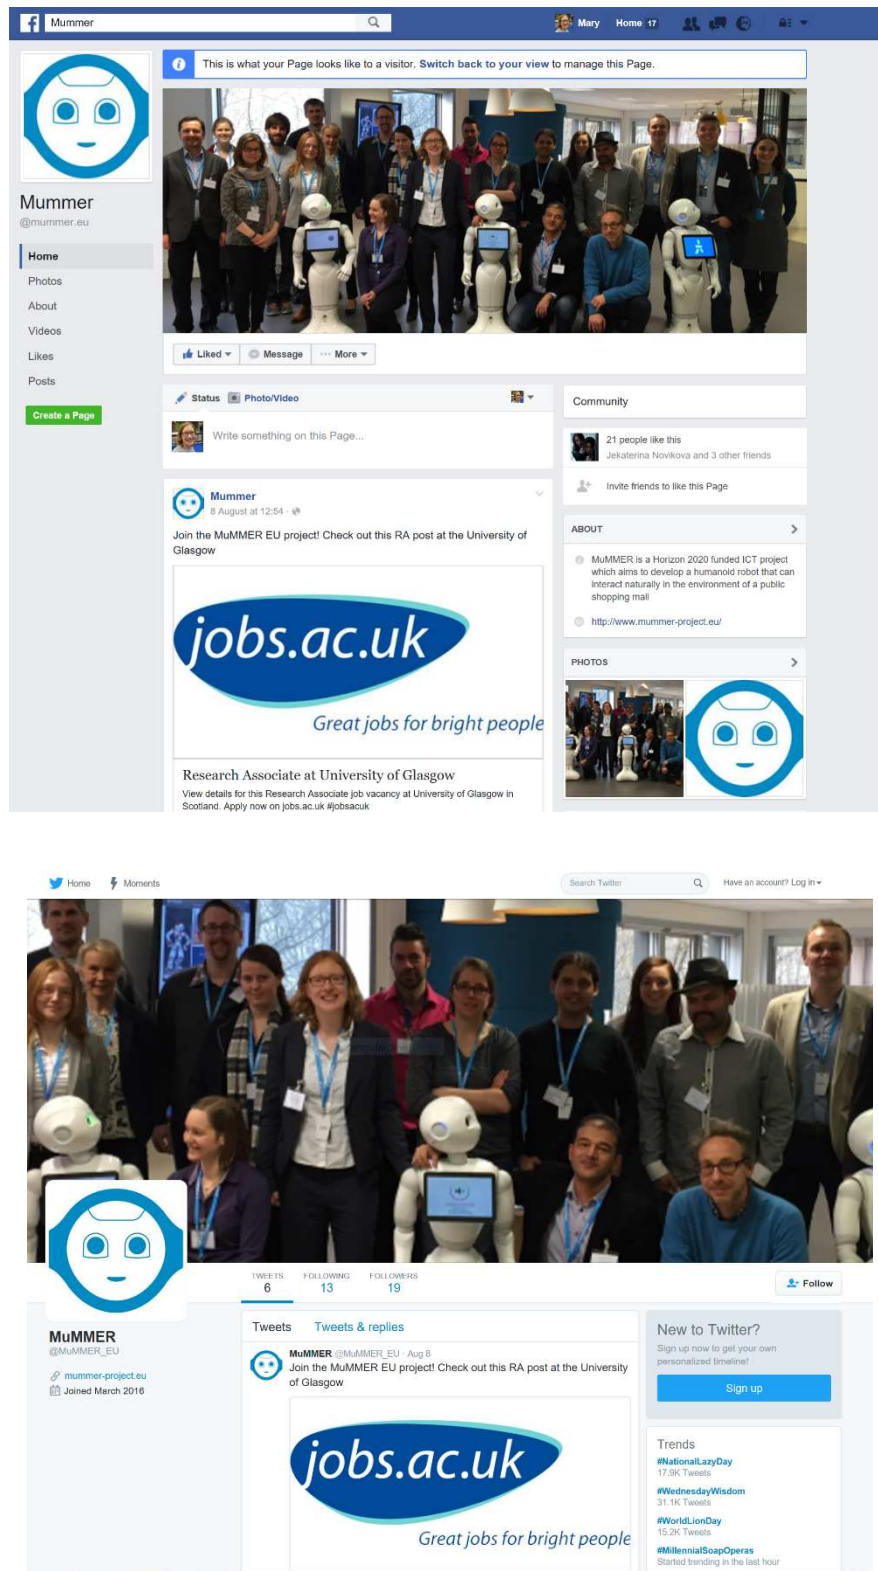 Mummer
Mary Home 17
This is what your Page looks like to a visitor. Switch back to your view to manage this Page.
Mummer
@mummer.eu
Home
Photos
About
Videos
Likes
Posts
Create a Page
Liked Message ··· More
Status Photo/Video
Write something on this Page...
Mummer
8 August at 12:54 ·
Join the MuMMER EU project! Check out this RA post at the University of
Glasgow
jobs.ac.uk
Great jobs for bright people
Research Associate at University of Glasgow
View details for this Research Associate job vacancy at University of Glasgow in
Scotland. Apply now on jobs.ac.uk #jobsacuk
Community
21 people like this
Jekaterina Novikova and 3 other friends
Invite friends to like this Page
ABOUT
MuMMER is a Horizon 2020 funded ICT project
which aims to develop a humanoid robot that can
interact naturally in the environment of a public
shopping mall
http://www.mummer-project.eu/
PHOTOS
Home Moments
Search Twitter
Have an account? Log in
TWEETS FOLLOWING FOLLOWERS
6 13 19
Follow
MuMMER
@MuMMER_EU
mummer-project.eu
Joined March 2016
Tweets Tweets & replies
MuMMER @MuMMER_EU · Aug 8
Join the MuMMER EU project! Check out this RA post at the University
of Glasgow
jobs.ac.uk
Great jobs for bright people
New to Twitter?
Sign up now to get your own
personalized timeline!
Sign up
Trends
#NationalLazyDay
17.9K Tweets
#WednesdayWisdom
31.1K Tweets
#WorldLionDay
15.2K Tweets
#MillennialSoapOperas
Started trending in the last hour